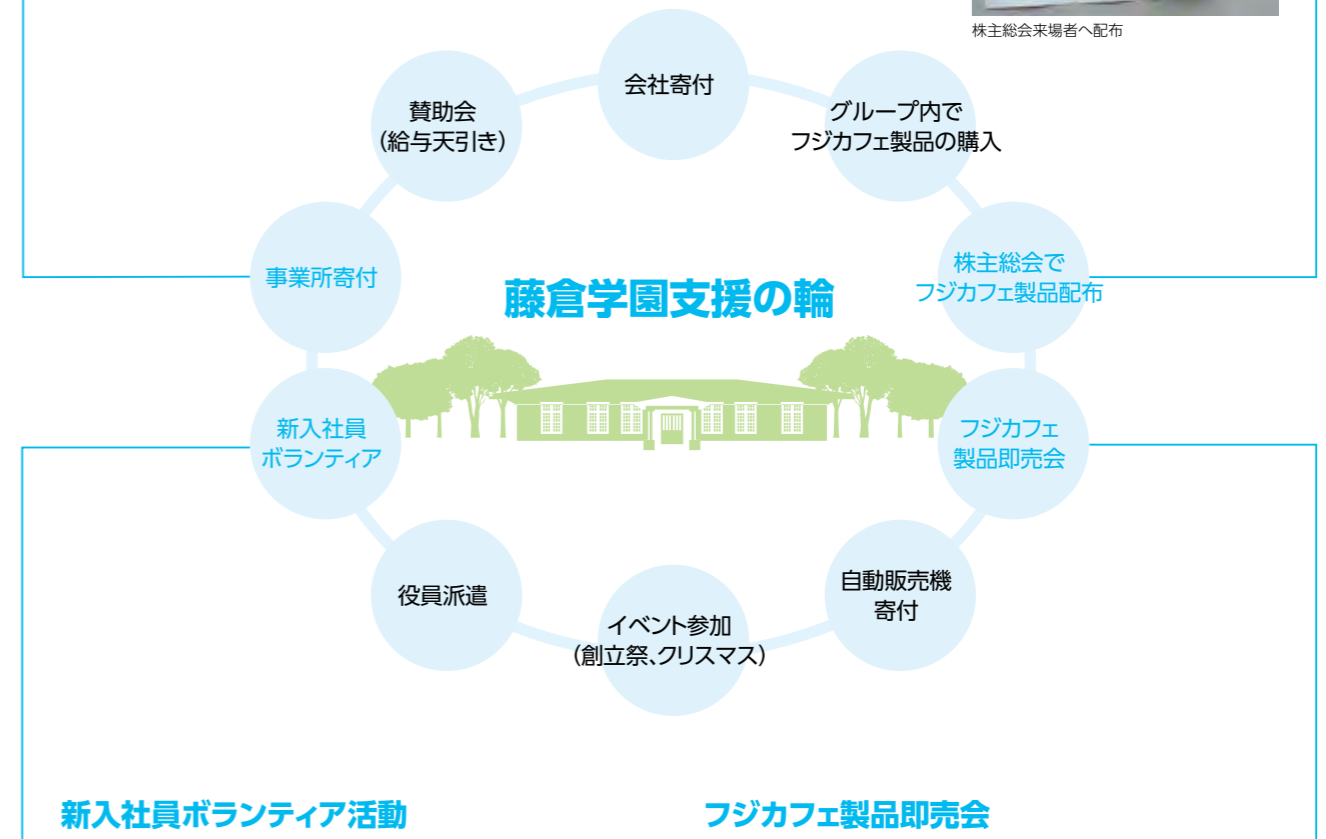 株主総会来場者へ配布
会社寄付
賛助会
(給与天引き)
グループ内で
フジカフェ製品の購入
事業所寄付
株主総会で
フジカフェ製品配布
藤倉学園支援の輪
新入社員
ボランティア
フジカフェ
製品即売会
役員派遣
自動販売機
寄付
イベント参加
(創立祭、クリスマス)
新入社員ボランティア活動
フジカフェ製品即売会